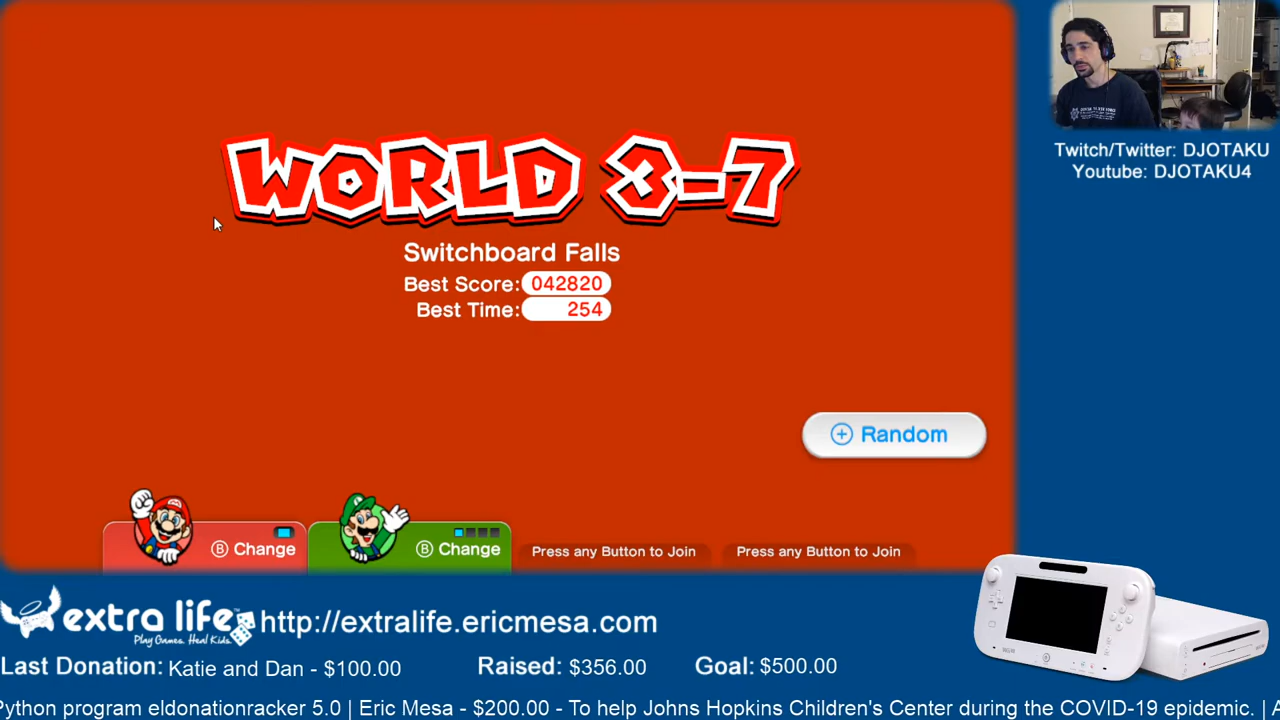 WORLD 3-7
Switchboard Falls
Best Score: 042820
Best Time: 254
+ Random
B Change
B Change
Press any Button to Join
Press any Button to Join
Twitch/Twitter: DJOTAKU
Youtube: DJOTAKU4
extra life
Play Games. Heal Kids.
http://extralife.ericmesa.com
Last Donation: Katie and Dan - $100.00
Raised: $356.00
Goal: $500.00
Python program eldonationracker 5.0 | Eric Mesa - $200.00 - To help Johns Hopkins Children's Center during the COVID-19 epidemic. | A